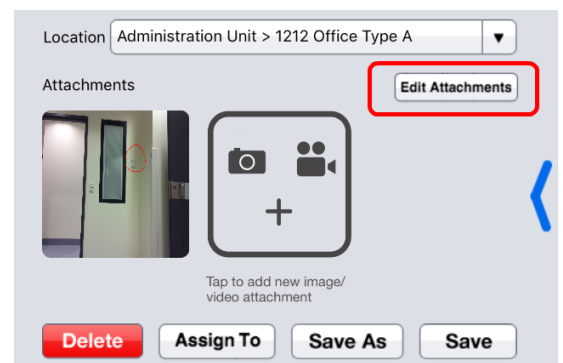 Location Administration Unit > 1212 Office Type A
Attachments Edit Attachments
Tap to add new image/
video attachment
Delete Assign To Save As Save